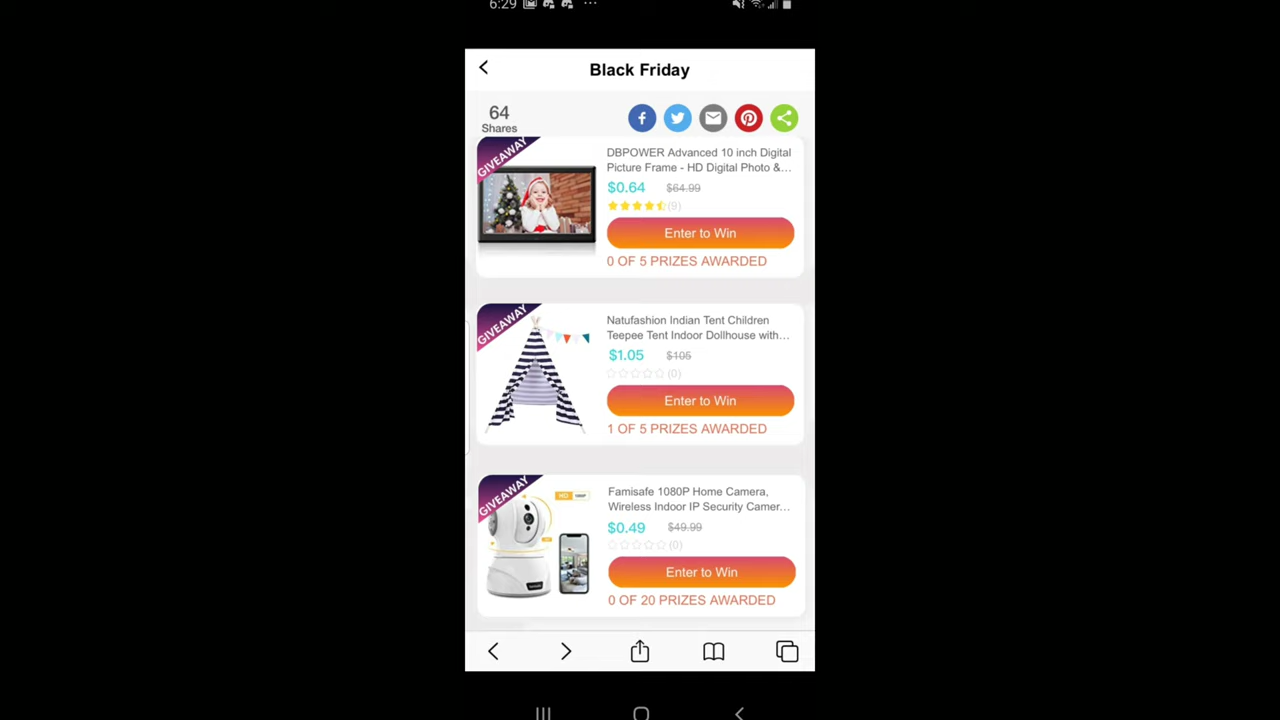 6:29
Black Friday
64
Shares
GIVEAWAY
DBPOWER Advanced 10 inch Digital
Picture Frame - HD Digital Photo &...
$0.64 $64.99
(9)
Enter to Win
0 OF 5 PRIZES AWARDED
GIVEAWAY
Natufashion Indian Tent Children
Teepee Tent Indoor Dollhouse with...
$1.05 $105
(0)
Enter to Win
1 OF 5 PRIZES AWARDED
GIVEAWAY
HD 1080P
Famisafe 1080P Home Camera,
Wireless Indoor IP Security Camer...
$0.49 $49.99
(0)
Enter to Win
0 OF 20 PRIZES AWARDED